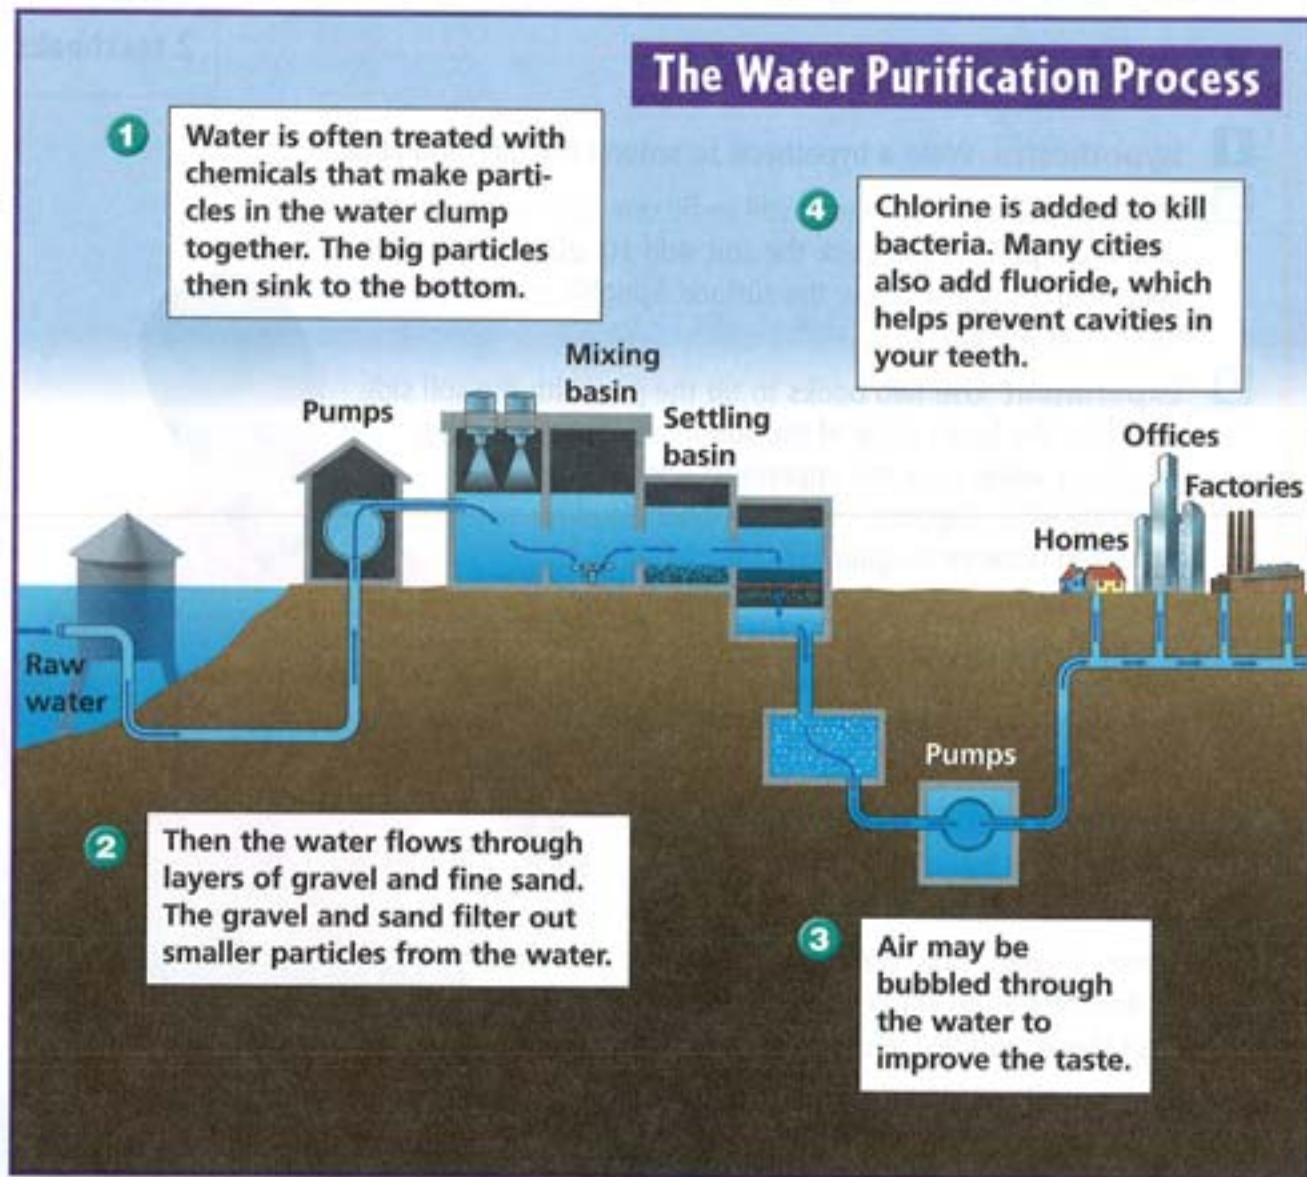 The Water Purification Process
1
Water is often treated with
chemicals that make parti-
cles in the water clump
together. The big particles
then sink to the bottom.
4
Chlorine is added to kill
bacteria. Many cities
also add fluoride, which
helps prevent cavities in
your teeth.
Pumps
Mixing
basin
Settling
basin
Offices
Factories
Homes
Raw
water
Pumps
2
Then the water flows through
layers of gravel and fine sand.
The gravel and sand filter out
smaller particles from the water.
3
Air may be
bubbled through
the water to
improve the taste.